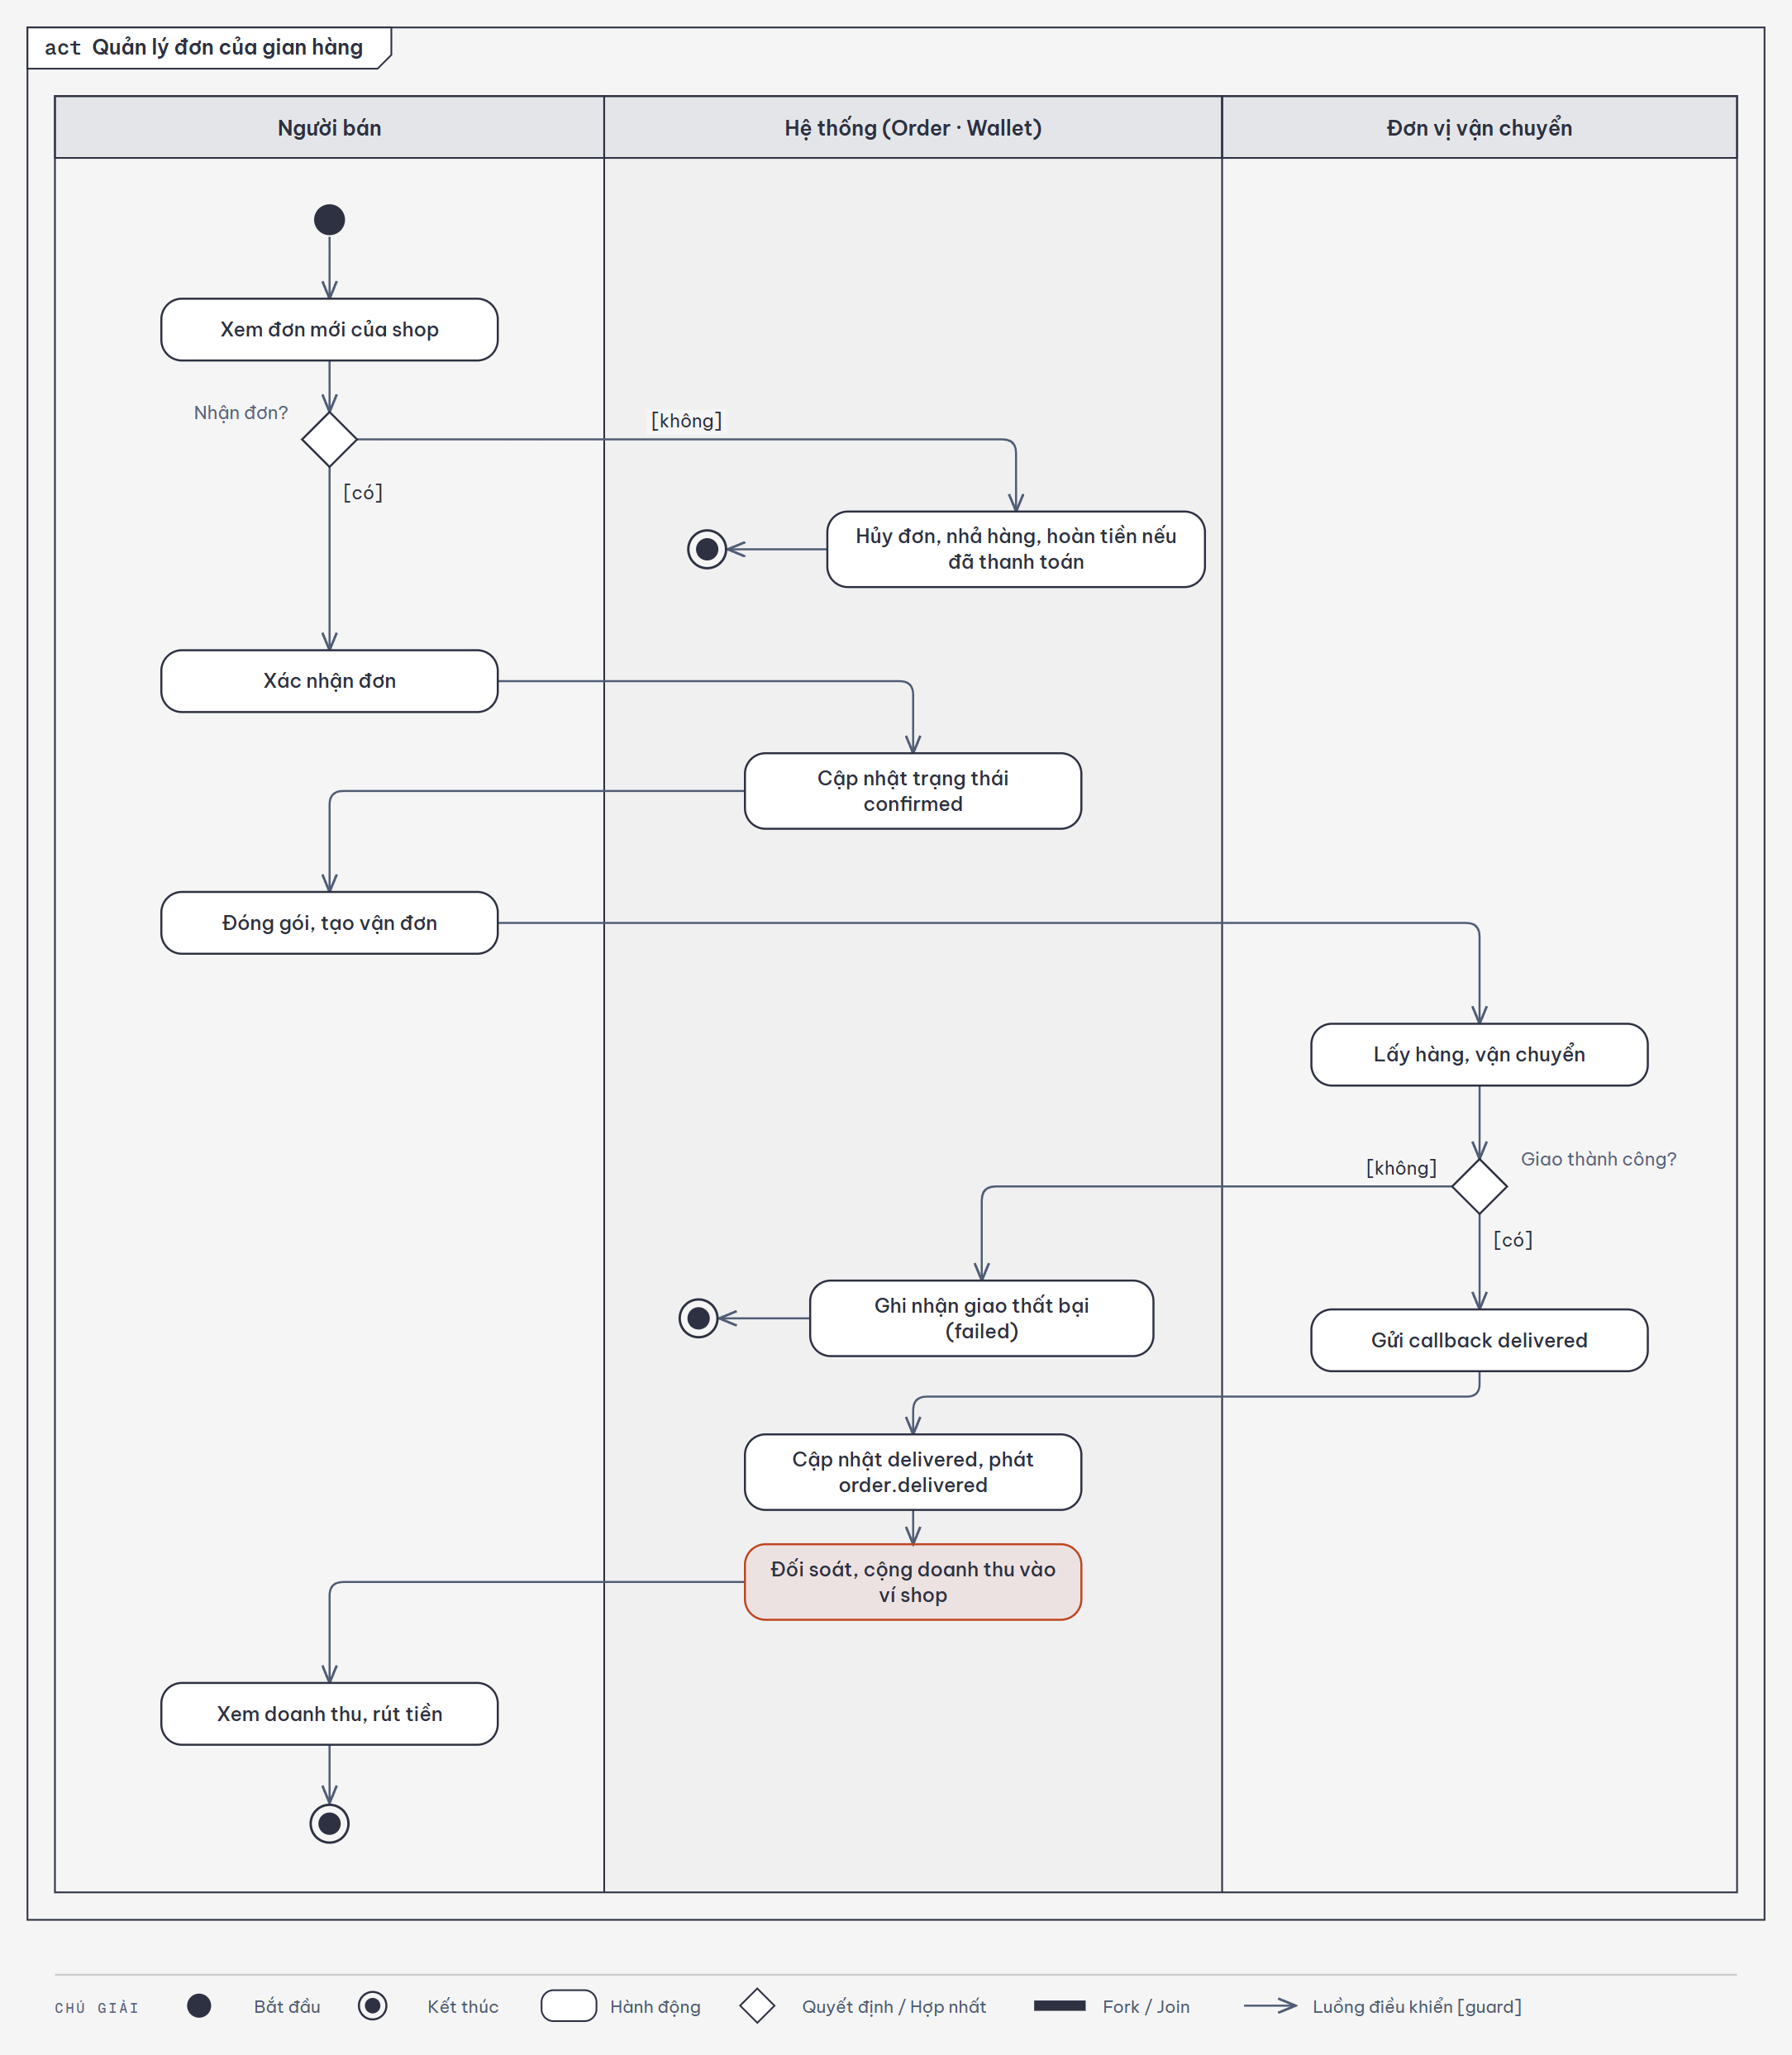 act Quản lý đơn của gian hàng
Người bán
Hệ thống (Order · Wallet)
Đơn vị vận chuyển
Xem đơn mới của shop
Nhận đơn?
[không]
[có]
Hủy đơn, nhả hàng, hoàn tiền nếu
đã thanh toán
Xác nhận đơn
Cập nhật trạng thái
confirmed
Đóng gói, tạo vận đơn
Lấy hàng, vận chuyển
Giao thành công?
[không]
[có]
Ghi nhận giao thất bại
(failed)
Gửi callback delivered
Cập nhật delivered, phát
order.delivered
Đối soát, cộng doanh thu vào
ví shop
Xem doanh thu, rút tiền
CHÚ GIẢI
Bắt đầu
Kết thúc
Hành động
Quyết định / Hợp nhất
Fork / Join
Luồng điều khiển [guard]